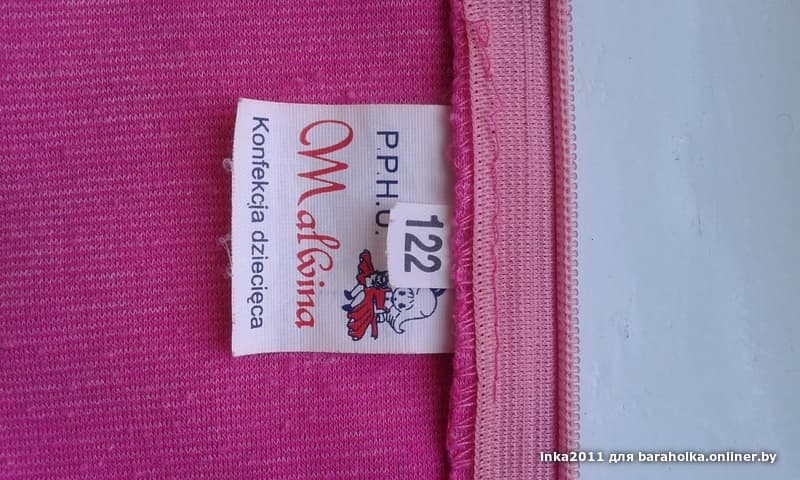 P.P.H.U.
122
Malwina
Konfekcja dziecięca
inka2011 для baraholka.onliner.by